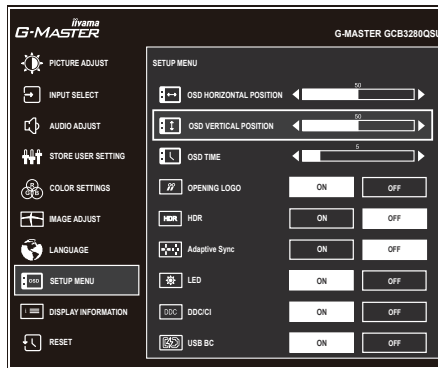 iiyama
G-MASTER
G-MASTER GCB3280QSU
PICTURE ADJUST
INPUT SELECT
AUDIO ADJUST
STORE USER SETTING
COLOR SETTINGS
IMAGE ADJUST
LANGUAGE
OSD SETUP MENU
DISPLAY INFORMATION
RESET
SETUP MENU
OSD HORIZONTAL POSITION 50
OSD VERTICAL POSITION 50
OSD TIME 5
OPENING LOGO ON OFF
HDR HDR ON OFF
Adaptive Sync ON OFF
LED ON OFF
DDC DDC/CI ON OFF
USB BC ON OFF